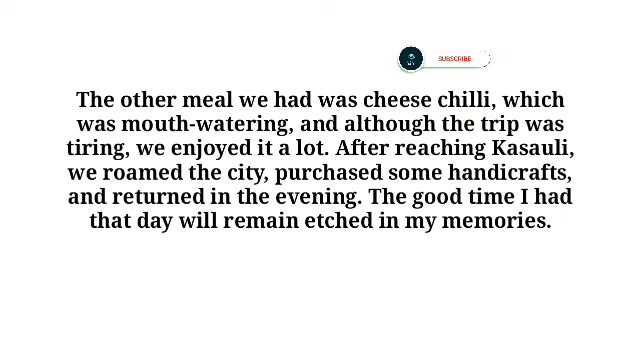 SUBSCRIBE
The other meal we had was cheese chilli, which
was mouth-watering, and although the trip was
tiring, we enjoyed it a lot. After reaching Kasauli,
we roamed the city, purchased some handicrafts,
and returned in the evening. The good time I had
that day will remain etched in my memories.